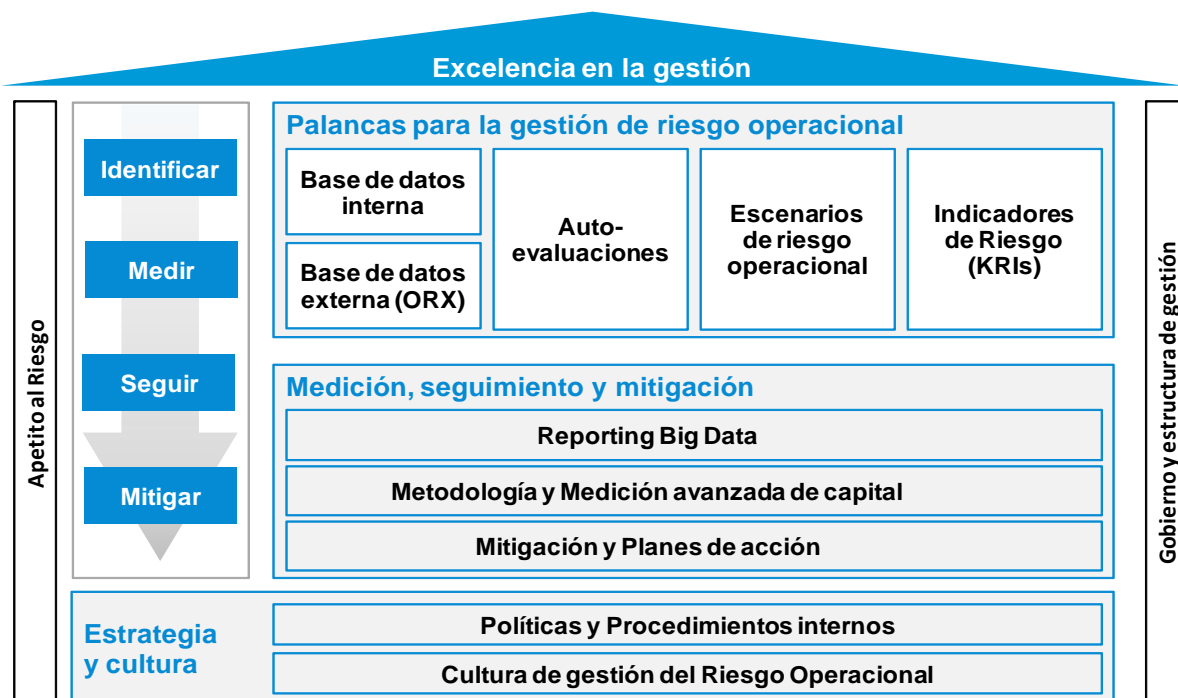 Excelencia en la gestión
Apetito al Riesgo
Identificar
Medir
Seguir
Mitigar
Palancas para la gestión de riesgo operacional
Base de datos
interna
Base de datos
externa (ORX)
Auto-
evaluaciones
Escenarios
de riesgo
operacional
Indicadores
de Riesgo
(KRIs)
Medición, seguimiento y mitigación
Reporting Big Data
Metodología y Medición avanzada de capital
Mitigación y Planes de acción
Estrategia
y cultura
Políticas y Procedimientos internos
Cultura de gestión del Riesgo Operacional
Gobierno y estructura de gestión